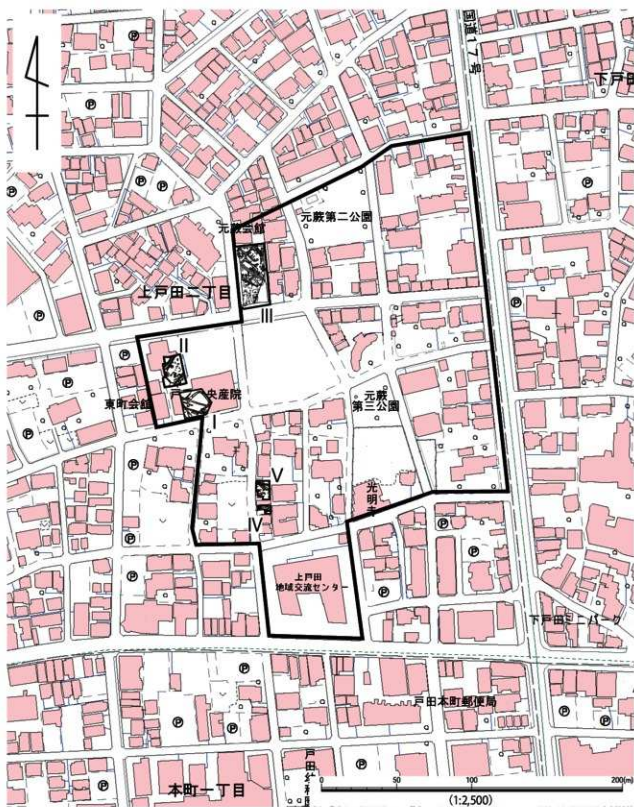 国道17号
下戸田
元蕨第二公園
元蕨会館
上戸田二丁目
III
II
東町会館
戸
央産院
I
元蕨
第三公園
V
光明寺
IV
上戸田
地域交流センター
下戸田ミニパーク
戸田本町郵便局
本町一丁目
0 50 100 200(m)
(1:2,500)